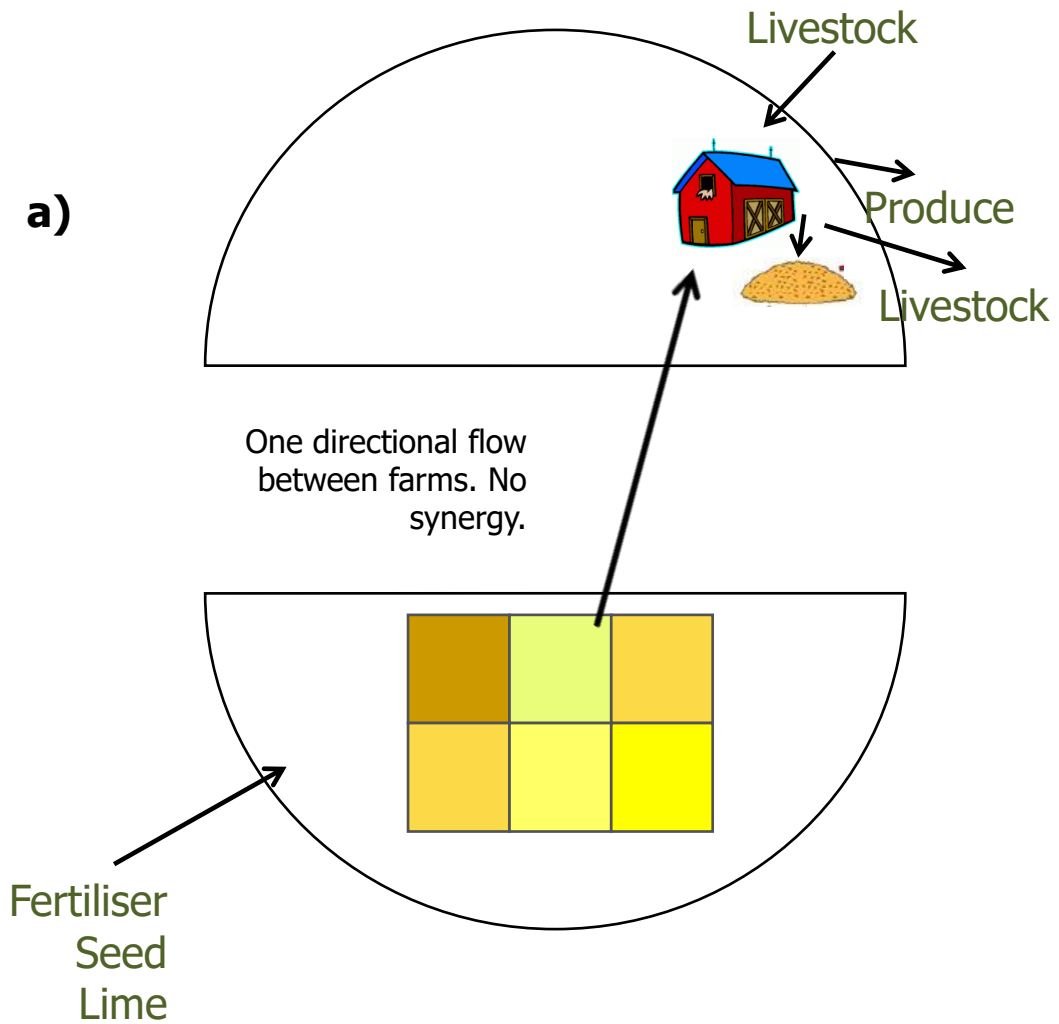 Livestock
a)
Produce
Livestock
One directional flow
between farms. No
synergy.
Fertiliser
Seed
Lime